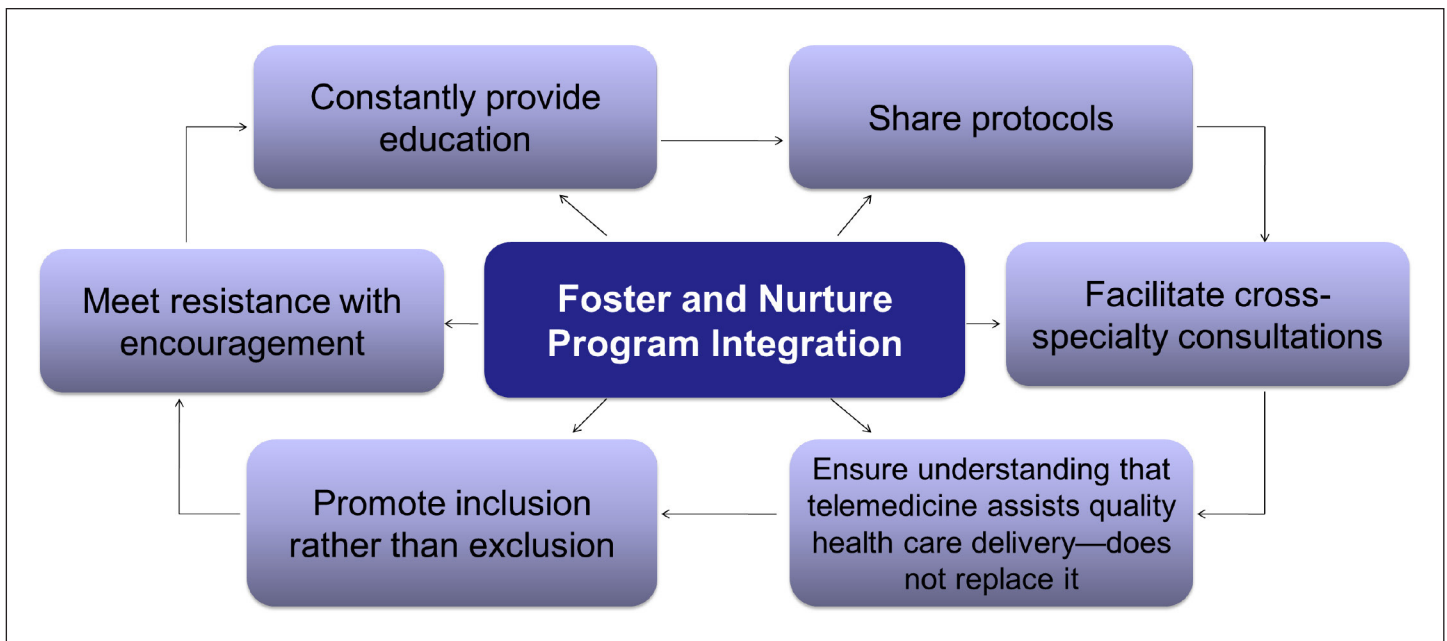 Constantly provide
education
Share protocols
Meet resistance with
encouragement
Foster and Nurture
Program Integration
Facilitate cross-
specialty consultations
Promote inclusion
rather than exclusion
Ensure understanding that
telemedicine assists quality
health care delivery—does
not replace it